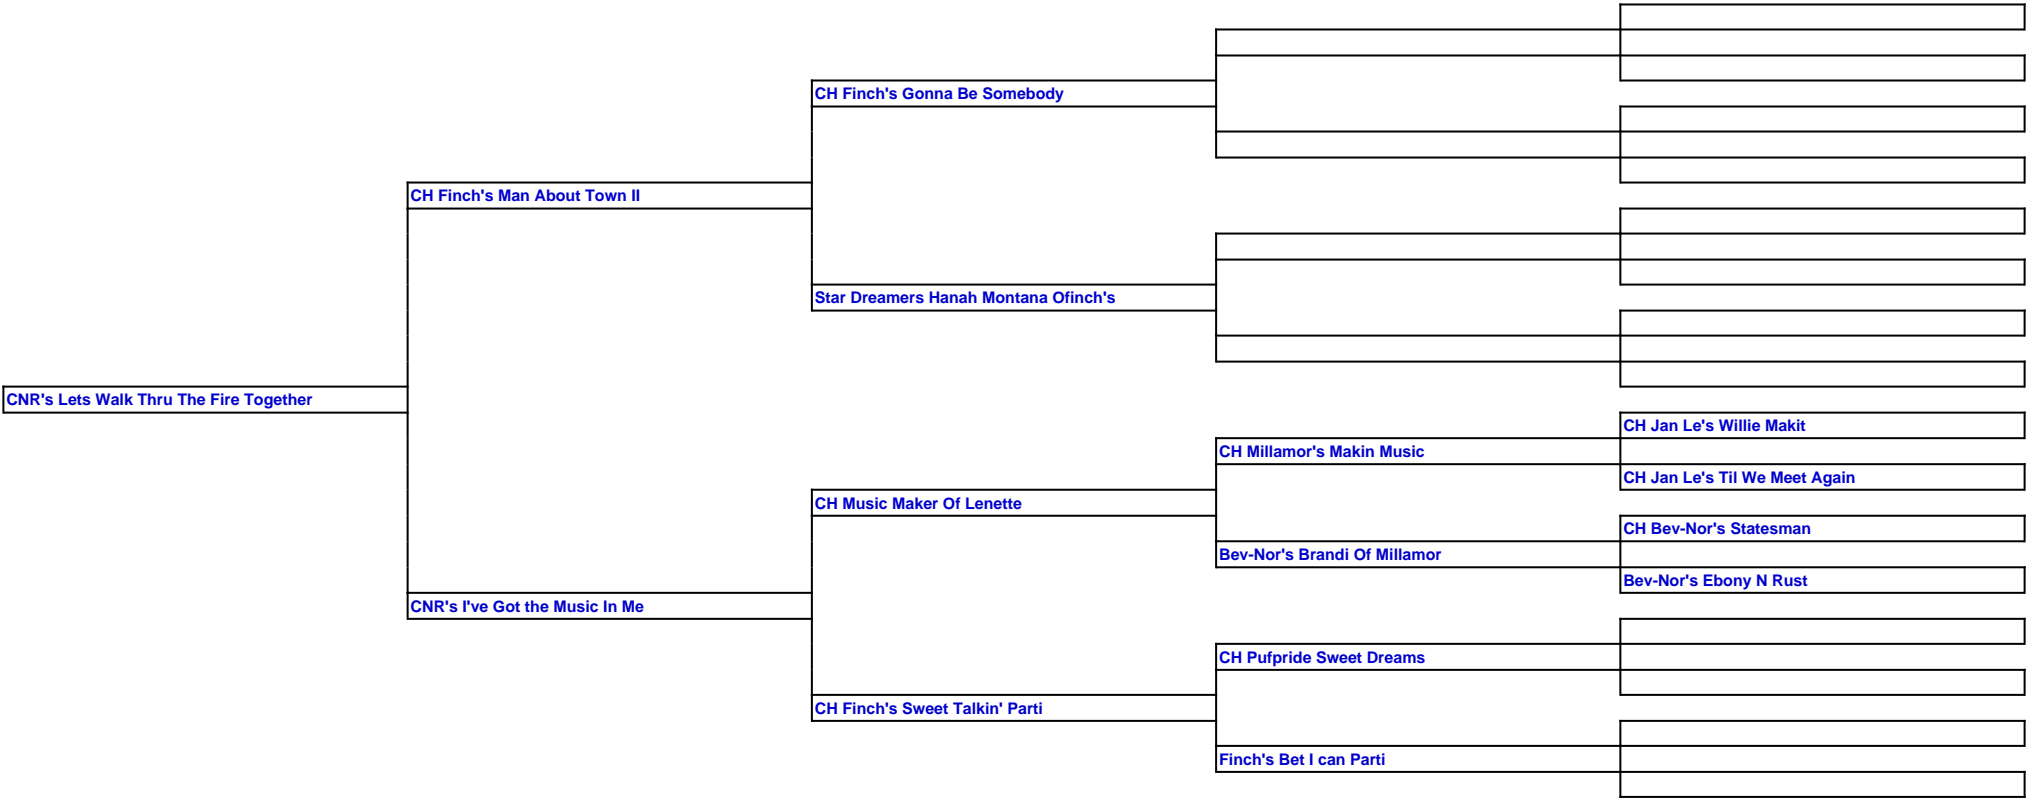 CH Finch's Gonna Be Somebody
CH Finch's Man About Town II
Star Dreamers Hanah Montana Ofinch's
CNR's Lets Walk Thru The Fire Together
CH Jan Le's Willie Makit
CH Millamor's Makin Music
CH Jan Le's Til We Meet Again
CH Music Maker Of Lenette
CH Bev-Nor's Statesman
Bev-Nor's Brandi Of Millamor
Bev-Nor's Ebony N Rust
CNR's I've Got the Music In Me
CH Pufpride Sweet Dreams
CH Finch's Sweet Talkin' Parti
Finch's Bet I can Parti